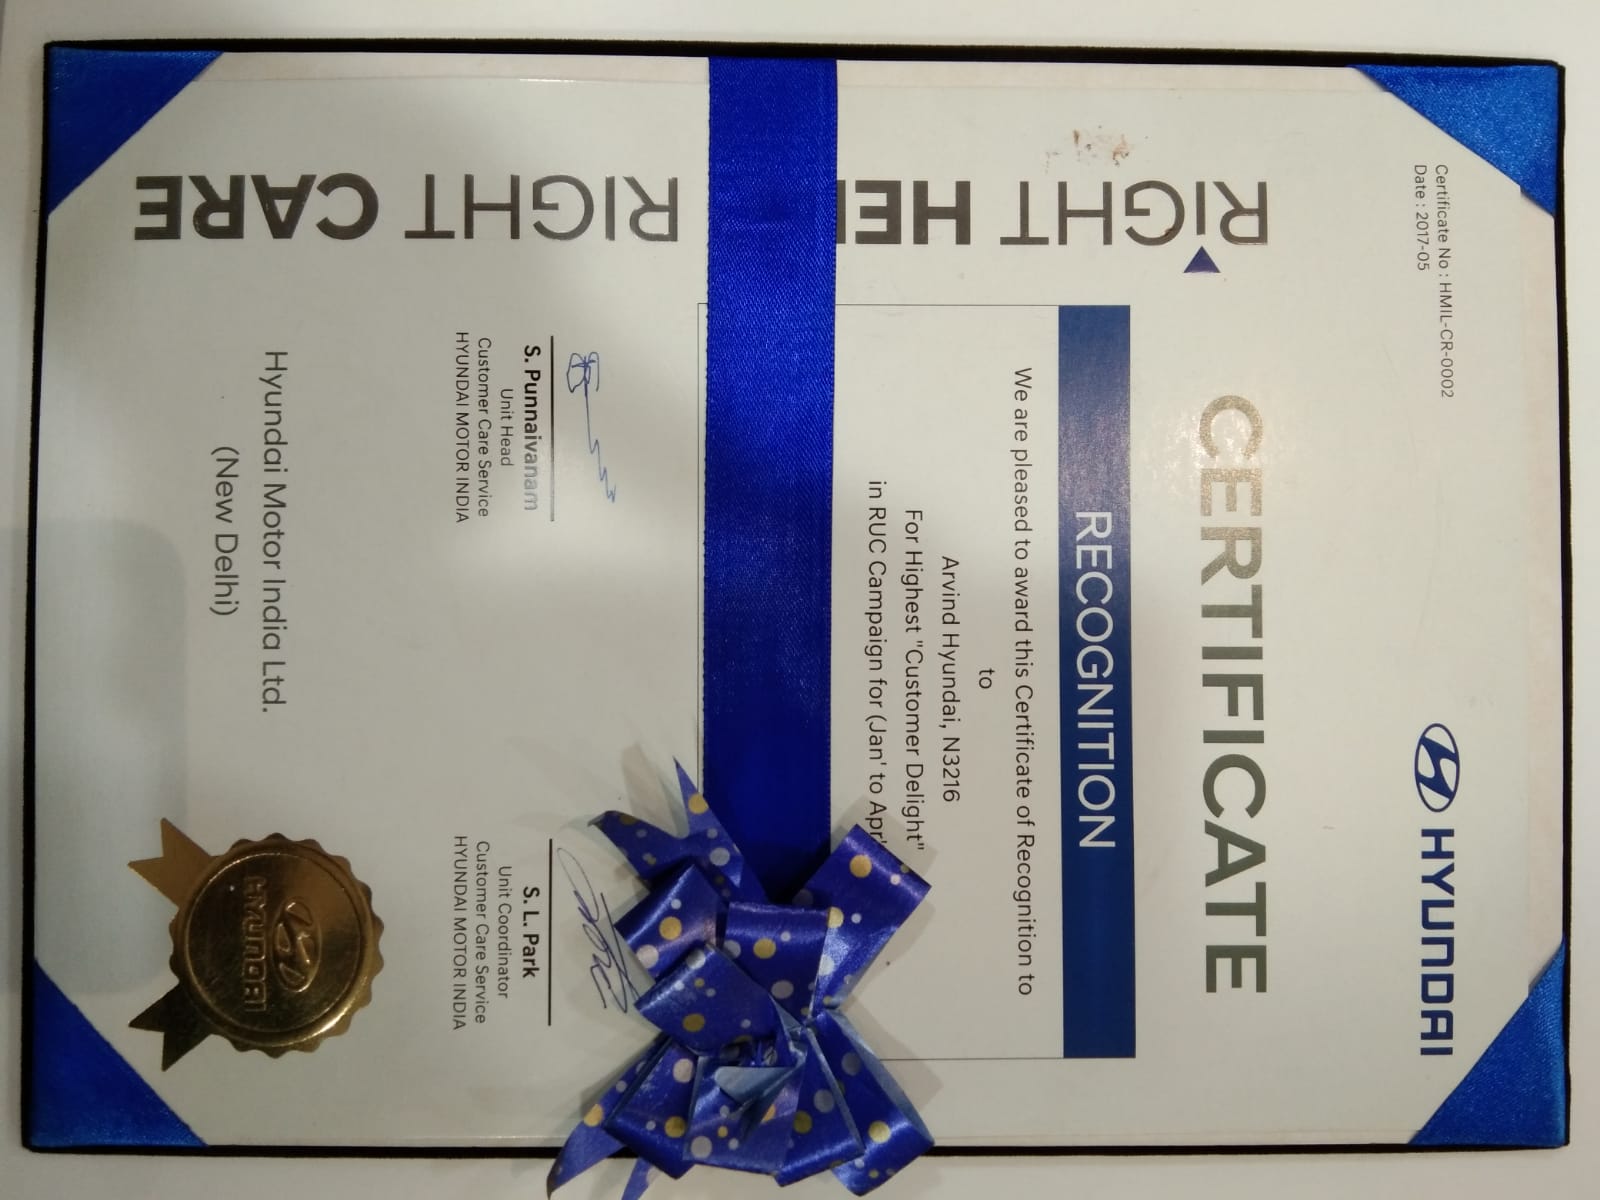 Certificate No : HMIL-CR-0002
Date : 2017-05
HYUNDAI
CERTIFICATE
RECOGNITION
We are pleased to award this Certificate of Recognition to
to
Arvind Hyundai, N3216
For Highest "Customer Delight"
in RUC Campaign for (Jan' to Apr'
S. Punnaivanam
Unit Head
Customer Care Service
HYUNDAI MOTOR INDIA
S. L. Park
Unit Coordinator
Customer Care Service
HYUNDAI MOTOR INDIA
Hyundai Motor India Ltd.
(New Delhi)
HYUNDAI
RIGHT HE
RIGHT CARE